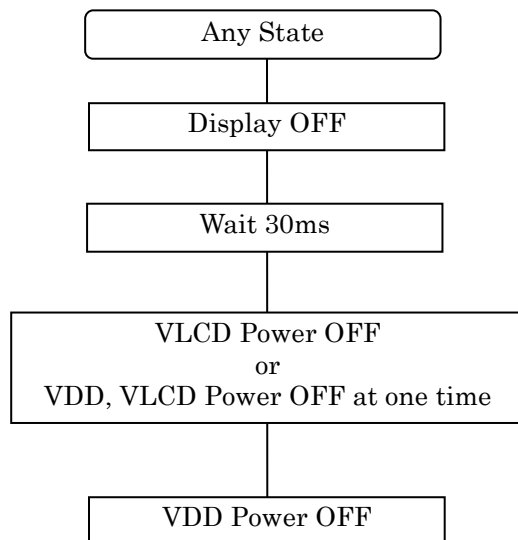 Any State
Display OFF
Wait 30ms
VLCD Power OFF
or
VDD, VLCD Power OFF at one time
VDD Power OFF